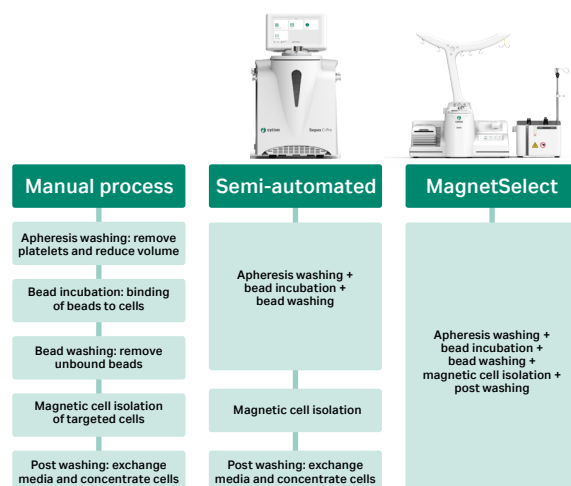 cytiva
Sepax C-Pro
Manual process
Semi-automated
MagnetSelect
Apheresis washing: remove
platelets and reduce volume
Bead incubation: binding
of beads to cells
Bead washing: remove
unbound beads
Magnetic cell isolation
of targeted cells
Post washing: exchange
media and concentrate cells
Apheresis washing +
bead incubation +
bead washing
Magnetic cell isolation
Post washing: exchange
media and concentrate cells
Apheresis washing +
bead incubation +
bead washing +
magnetic cell isolation +
post washing